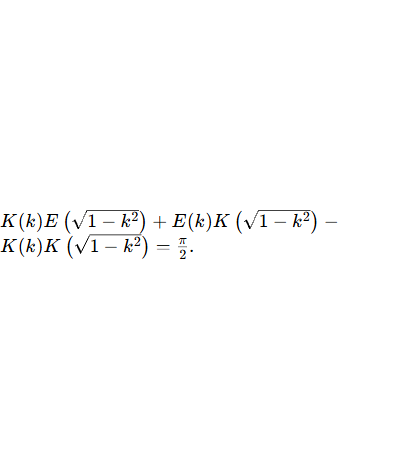 K(k)E (√1 − k²) + E(k)K (√1 − k²) −
K(k)K (√1 − k²) = π/2.